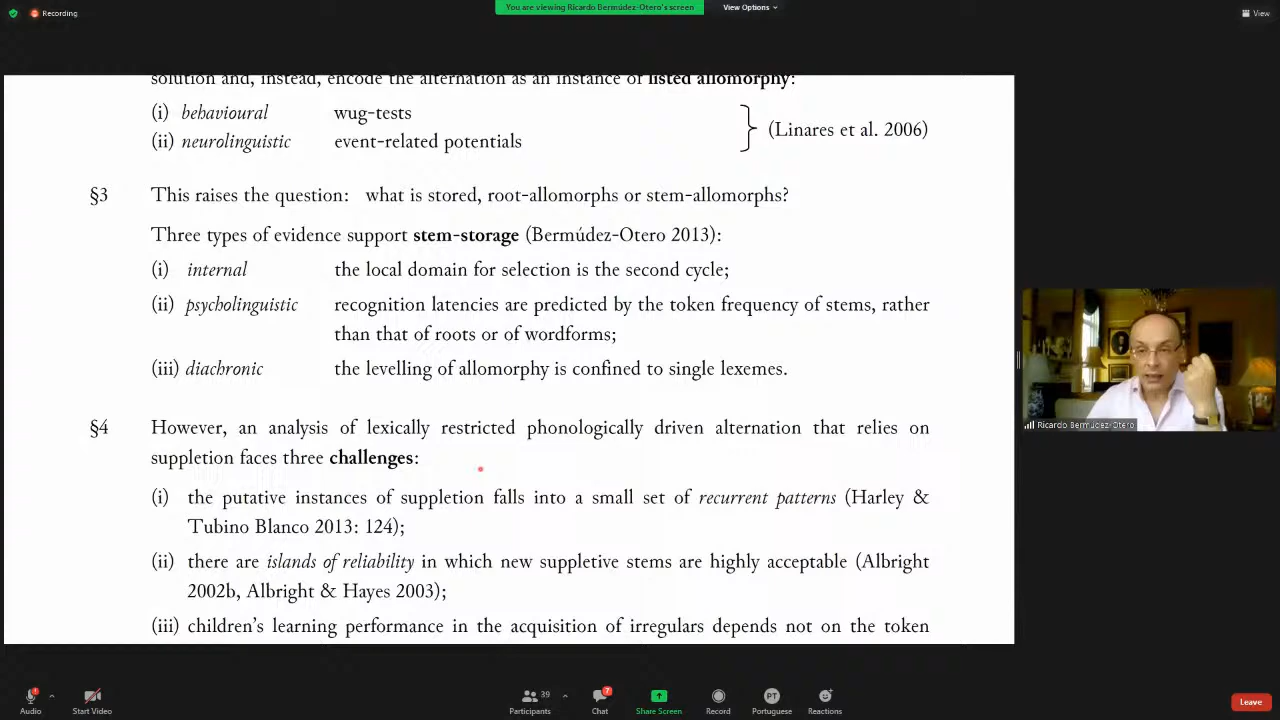 Recording
You are viewing Ricardo Bermúdez-Otero's screen
View Options
View
solution and, instead, encode the alternation as an instance of listed allomorphy:
(i) behavioural wug-tests
(ii) neurolinguistic event-related potentials
(Linares et al. 2006)
§3 This raises the question: what is stored, root-allomorphs or stem-allomorphs?
Three types of evidence support stem-storage (Bermúdez-Otero 2013):
(i) internal the local domain for selection is the second cycle;
(ii) psycholinguistic recognition latencies are predicted by the token frequency of stems, rather
than that of roots or of wordforms;
(iii) diachronic the levelling of allomorphy is confined to single lexemes.
§4 However, an analysis of lexically restricted phonologically driven alternation that relies on
suppletion faces three challenges:
(i) the putative instances of suppletion falls into a small set of recurrent patterns (Harley &
Tubino Blanco 2013: 124);
(ii) there are islands of reliability in which new suppletive stems are highly acceptable (Albright
2002b, Albright & Hayes 2003);
(iii) children's learning performance in the acquisition of irregulars depends not on the token
Ricardo Bermúdez-Otero
Audio
Start Video
39
Participants
7
Chat
Share Screen
Record
PT
Portuguese
Reactions
Leave